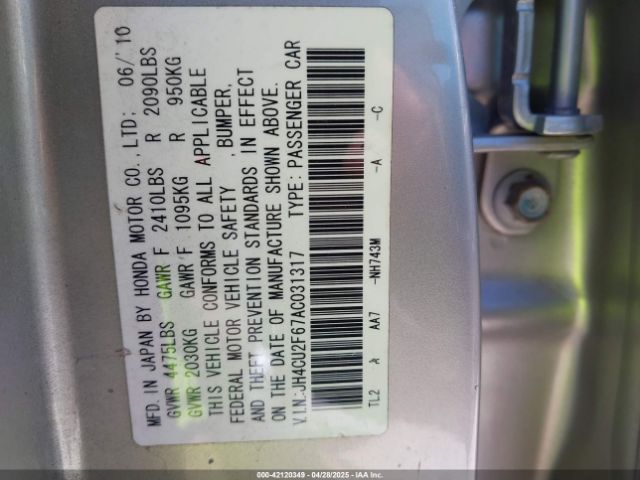 MFD. IN JAPAN BY HONDA MOTOR CO., LTD: 06/'10
GVWR 4475LBS GAWR F 2410LBS R 2090LBS
GVWR 2030KG GAWR F 1095KG R 950KG
THIS VEHICLE CONFORMS TO ALL APPLICABLE
FEDERAL MOTOR VEHICLE SAFETY , BUMPER,
AND THEFT PREVENTION STANDARDS IN EFFECT
ON THE DATE OF MANUFACTURE SHOWN ABOVE.
V.I.N:JH4CU2F67AC031317 TYPE: PASSENGER CAR
TL2 A AA7 -NH743M -A -C
000-42120349 | 04/28/2025 - IAAI.COM